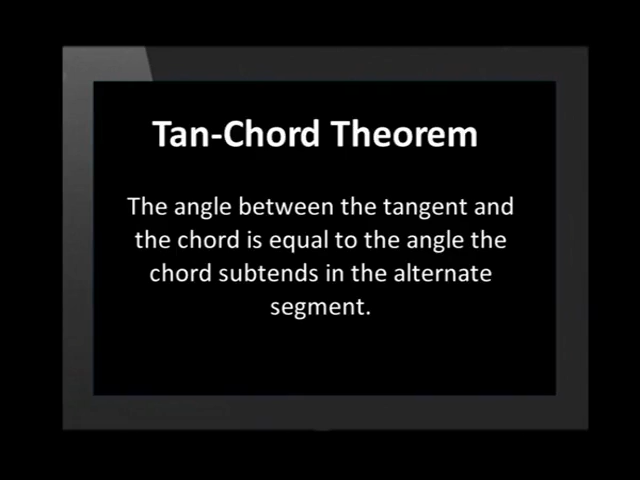 Tan-Chord Theorem
The angle between the tangent and
the chord is equal to the angle the
chord subtends in the alternate
segment.